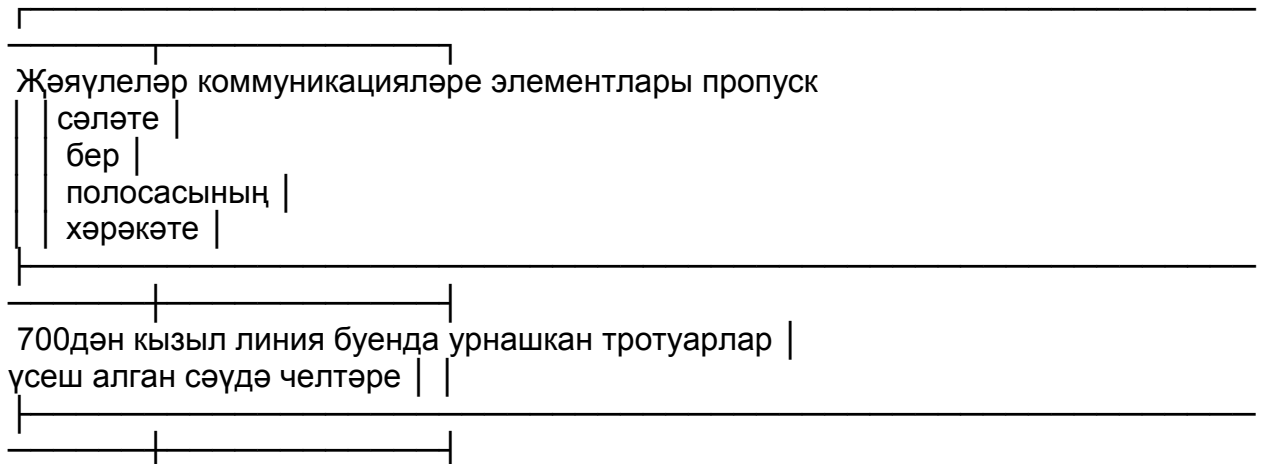 Җәяүлеләр коммуникацияләре элементлары пропуск
сәләте
бер
полосасының
хәрәкәте
700дән кызыл линия буенда урнашкан тротуарлар
үсеш алган сәүдә челтәре